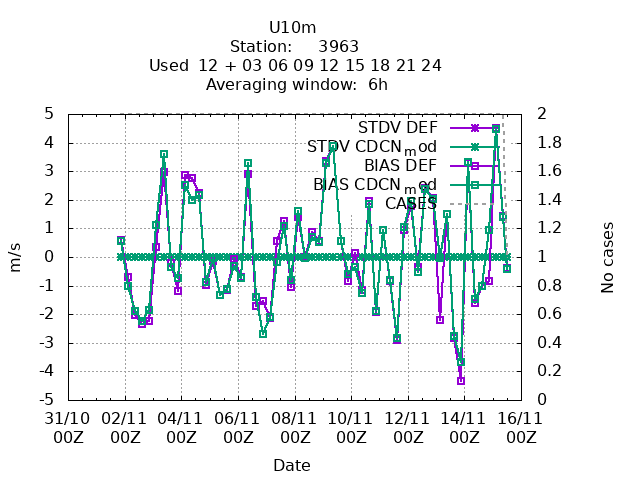 U10m
Station: 3963
Used 12 + 03 06 09 12 15 18 21 24
Averaging window: 6h
5
4
3
2
1
0
-1
-2
-3
-4
-5
m/s
2
1.8
1.6
1.4
1.2
1
0.8
0.6
0.4
0.2
0
No cases
STDV DEF
STDV CDCN_mod
BIAS DEF
BIAS CDCN_mod
CASES
31/10 02/11 04/11 06/11 08/11 10/11 12/11 14/11 16/11
00Z 00Z 00Z 00Z 00Z 00Z 00Z 00Z 00Z
Date